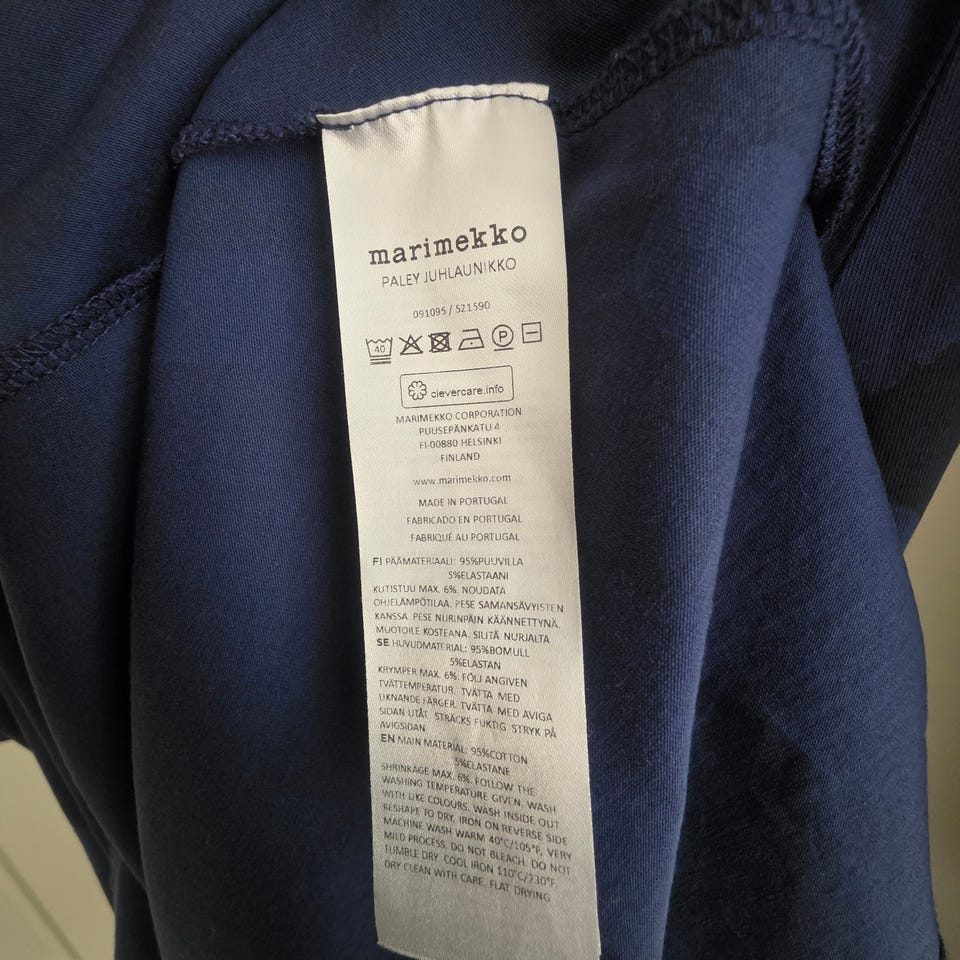 marimekko
PALEY JUHLAUNIKKO
091095 / 521590
40 P
clevercare.info
MARIMEKKO CORPORATION
PUUSEPÄNKATU 4
FI-00880 HELSINKI
FINLAND
www.marimekko.com
MADE IN PORTUGAL
FABRICADO EN PORTUGAL
FABRIQUÉ AU PORTUGAL
FI PÄÄMATERIAALI: 95%PUUVILLA
5%ELASTAANI
KUTISTUU MAX. 6%. NOUDATA
OHJELÄMPÖTILAA. PESE SAMANSÄVYISTEN
KANSSA. PESE NURINPÄIN KÄÄNNETTYNÄ.
MUOTOILE KOSTEANA. SILITÄ NURJALTA
SE HUVUDMATERIAL: 95%BOMULL
5%ELASTAN
KRYMPER MAX. 6%. FÖLJ ANGIVEN
TVÄTTEMPERATUR. TVÄTTA MED
LIKNANDE FÄRGER. TVÄTTA MED AVIGA
SIDAN UTÅT. STRÄCKS FUKTIG. STRYK PÅ
AVIGSIDAN
EN MAIN MATERIAL: 95%COTTON
5%ELASTANE
SHRINKAGE MAX. 6%. FOLLOW THE
WASHING TEMPERATURE GIVEN. WASH
WITH LIKE COLOURS. WASH INSIDE OUT.
RESHAPE TO DRY. IRON ON REVERSE SIDE
MACHINE WASH WARM 40°C/105°F, VERY
MILD PROCESS. DO NOT BLEACH. DO NOT
TUMBLE DRY. COOL IRON 110°C/230°F.
DRY CLEAN WITH CARE. FLAT DRYING